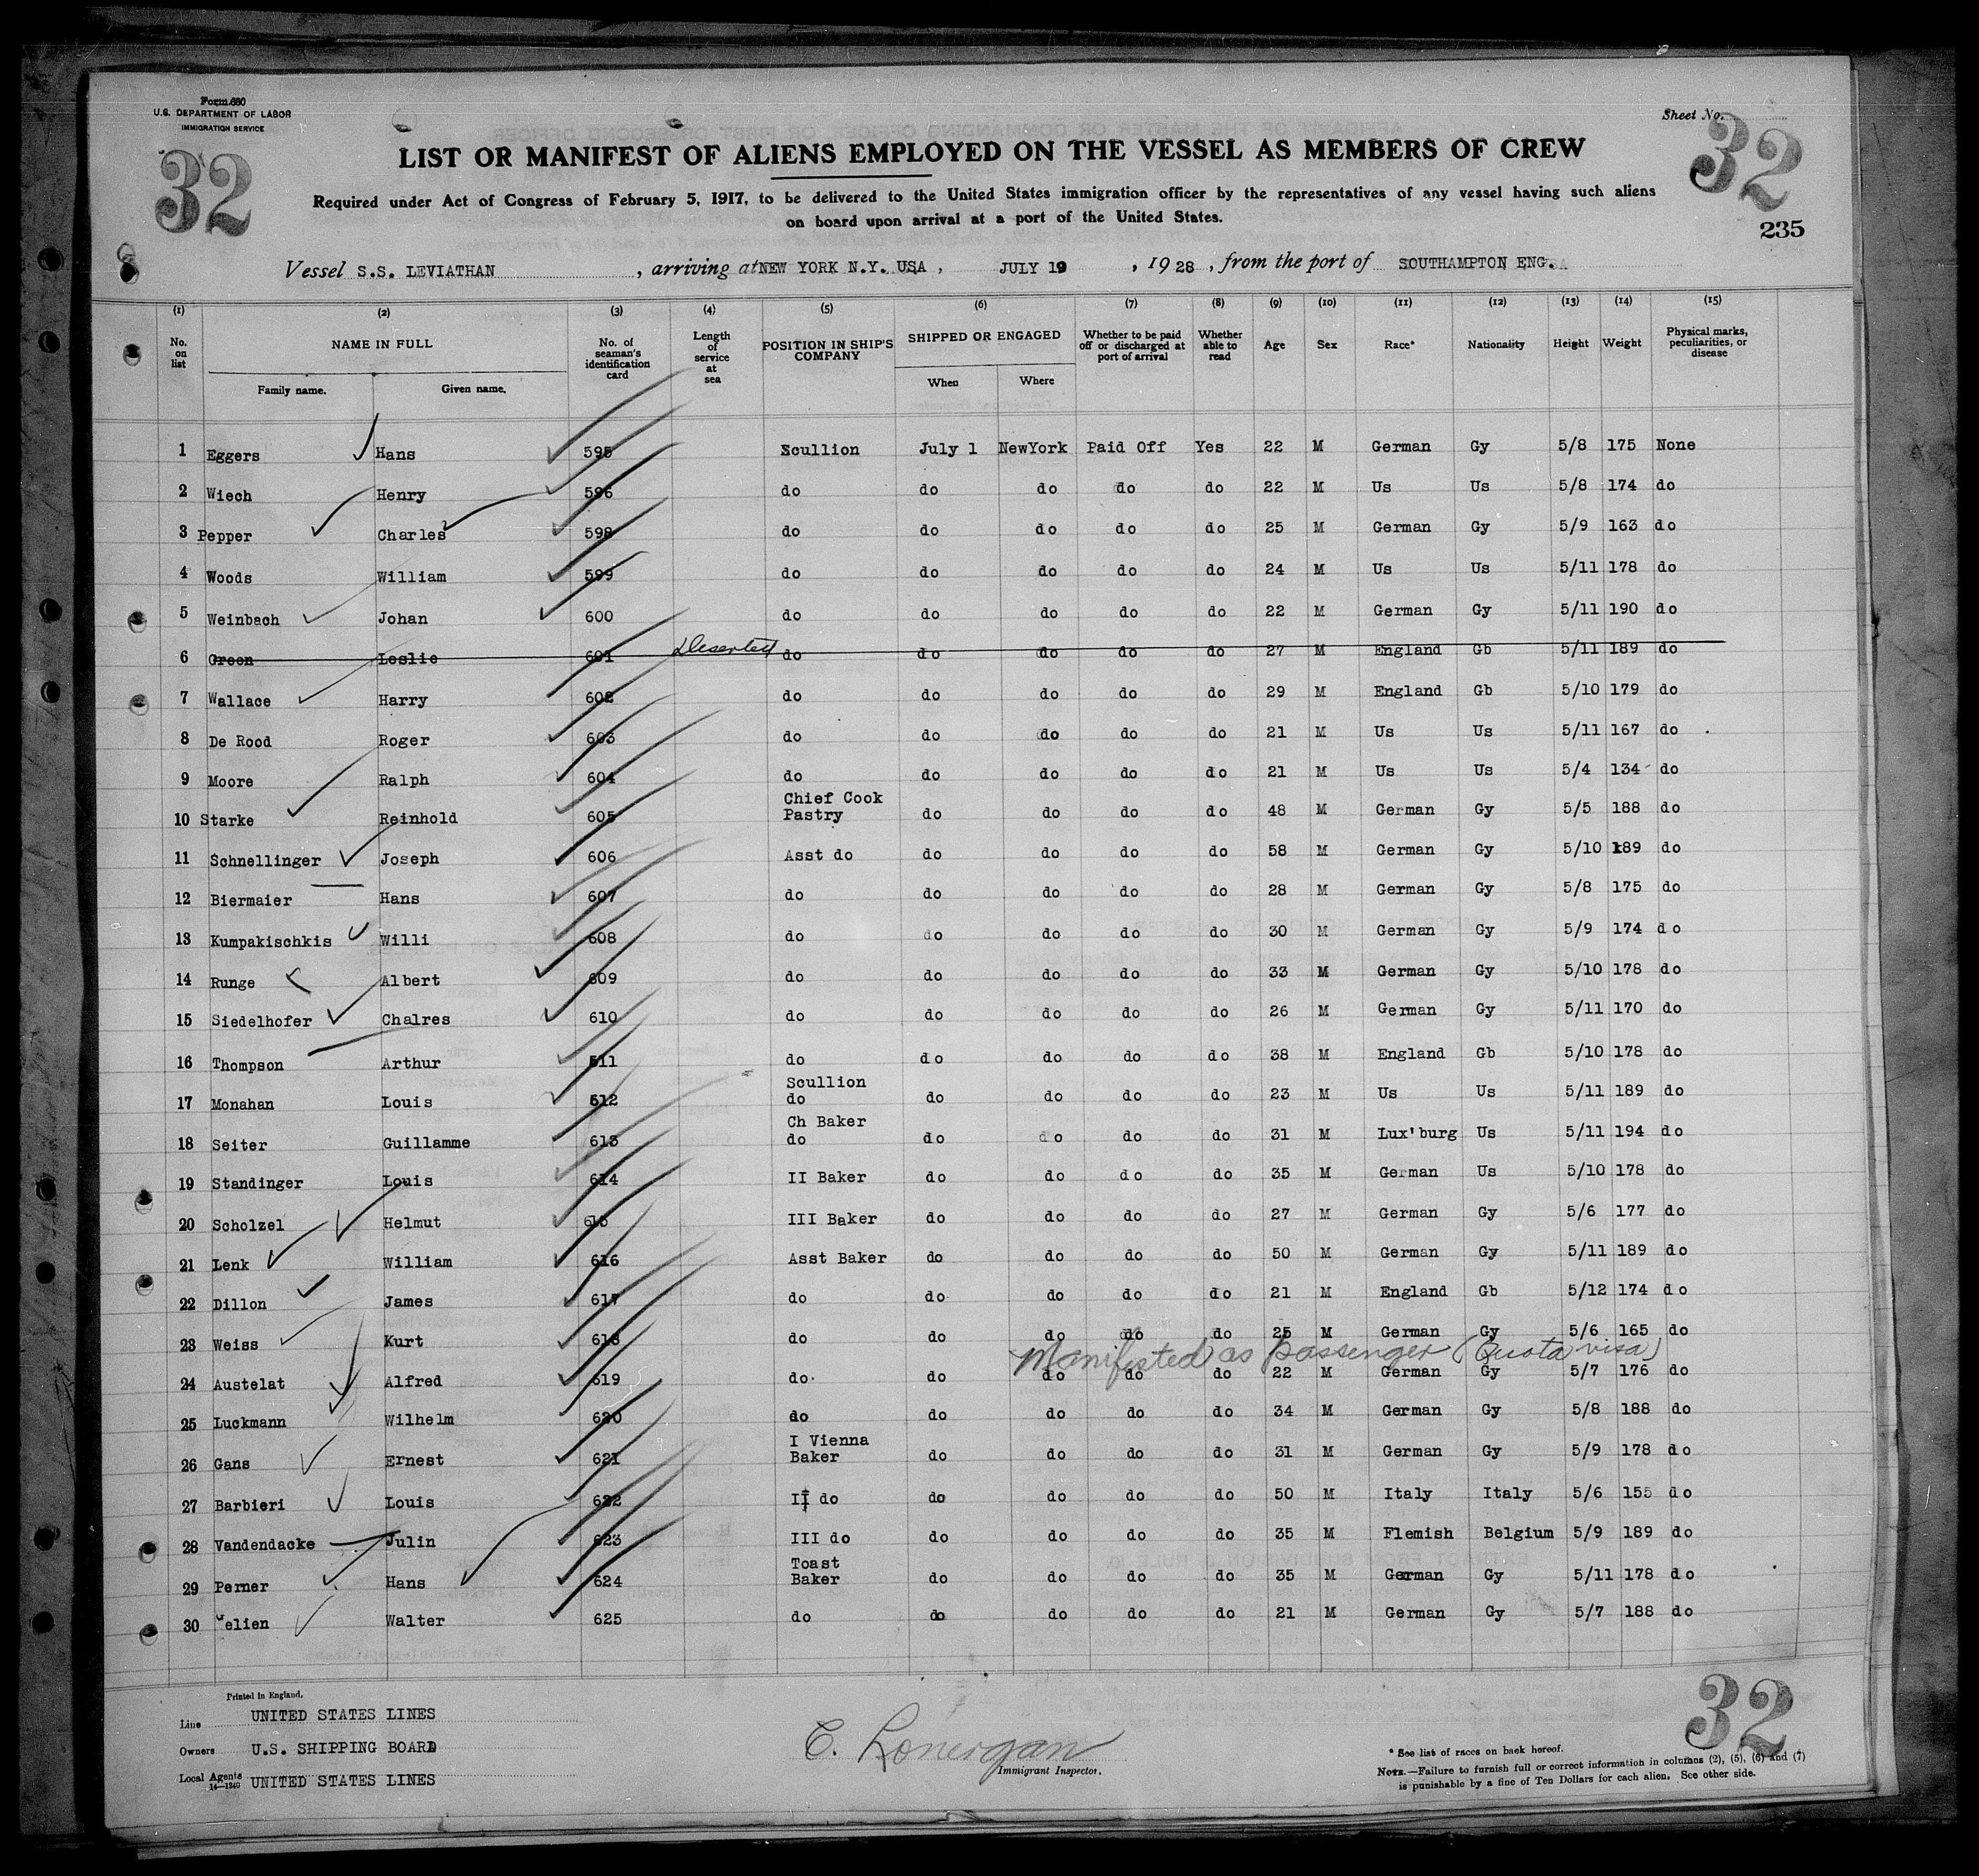 Form 680
U.S. DEPARTMENT OF LABOR
IMMIGRATION SERVICE
Sheet No.
32
32
LIST OR MANIFEST OF ALIENS EMPLOYED ON THE VESSEL AS MEMBERS OF CREW
Required under Act of Congress of February 5, 1917, to be delivered to the United States immigration officer by the representatives of any vessel having such aliens
on board upon arrival at a port of the United States.
235
Vessel S.S. LEVIATHAN , arriving at NEW YORK N.Y. USA , JULY 19 , 1928 , from the port of SOUTHAMPTON ENG.
(1) (2) (3) (4) (5) (6) (7) (8) (9) (10) (11) (12) (13) (14) (15)
No. on list NAME IN FULL Family name. Given name. No. of seaman's identification card Length of service at sea POSITION IN SHIP'S COMPANY SHIPPED OR ENGAGED When Where Whether to be paid off or discharged at port of arrival Whether able to read Age Sex Race* Nationality Height Weight Physical marks, peculiarities, or disease
1 Eggers Hans 595 Scullion July 1 NewYork Paid Off Yes 22 M German Gy 5/8 175 None
2 Wiech Henry 596 do do do do do 22 M Us Us 5/8 174 do
3 Pepper Charles 598 do do do do do 25 M German Gy 5/9 163 do
4 Woods William 599 do do do do do 24 M Us Us 5/11 178 do
5 Weinbach Johan 600 do do do do do 22 M German Gy 5/11 190 do
6 Green Leslie 601 Deserted do do do do do 27 M England Gb 5/11 189 do
7 Wallace Harry 602 do do do do do 29 M England Gb 5/10 179 do
8 De Rood Roger 603 do do do do do 21 M Us Us 5/11 167 do
9 Moore Ralph 604 do do do do do 21 M Us Us 5/4 134 do
10 Starke Reinhold 605 Chief Cook Pastry do do do do 48 M German Gy 5/5 188 do
11 Schnellinger Joseph 606 Asst do do do do do 58 M German Gy 5/10 189 do
12 Biermaier Hans 607 do do do do do 28 M German Gy 5/8 175 do
13 Kumpakischkis Willi 608 do do do do do 30 M German Gy 5/9 174 do
14 Runge Albert 609 do do do do do 33 M German Gy 5/10 178 do
15 Siedelhofer Chalres 610 do do do do do 26 M German Gy 5/11 170 do
16 Thompson Arthur 611 do do do do do 38 M England Gb 5/10 178 do
17 Monahan Louis 612 Scullion do do do do do 23 M Us Us 5/11 189 do
18 Seiter Guillamme 613 Ch Baker do do do do do 31 M Lux'burg Us 5/11 194 do
19 Standinger Louis 614 II Baker do do do do 35 M German Us 5/10 178 do
20 Scholzel Helmut 615 III Baker do do do do 27 M German Gy 5/6 177 do
21 Lenk William 616 Asst Baker do do do do 50 M German Gy 5/11 189 do
22 Dillon James 617 do do do do do 21 M England Gb 5/12 174 do
23 Weiss Kurt 618 do do do do do 25 M German Gy 5/6 165 do
Manifested as passenger (Quota visa)
24 Austelat Alfred 619 do. do do do do 22 M German Gy 5/7 176 do
25 Luckmann Wilhelm 620 do do do do do 34 M German Gy 5/8 188 do
26 Gans Ernest 621 I Vienna Baker do do do do 31 M German Gy 5/9 178 do
27 Barbieri Louis 622 II do do do do do 50 M Italy Italy 5/6 155 do
28 Vandendacke Julin 623 III do do do do do 35 M Flemish Belgium 5/9 189 do
29 Perner Hans 624 Toast Baker do do do do 35 M German Gy 5/11 178 do
30 elien Walter 625 do do do do do 21 M German Gy 5/7 188 do
Printed in England.
Line UNITED STATES LINES
Owners U.S. SHIPPING BOARD
Local Agents UNITED STATES LINES
14—1240
C. Lonergan
Immigrant Inspector.
32
* See list of races on back hereof.
NOTE.—Failure to furnish full or correct information in columns (2), (5), (6) and (7)
is punishable by a fine of Ten Dollars for each alien. See other side.